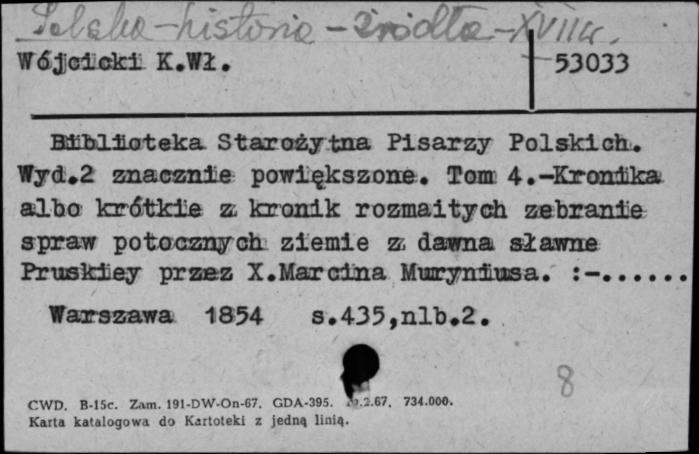 Polska – historia – źródła – XVII w.
Wójcicki K.Wł.
53033
Biblioteka Starożytna Pisarzy Polskich.
Wyd.2 znacznie powiększone. Tom 4.-Kronika
albo krótkie z kronik rozmaitych zebranie
spraw potocznych ziemie z dawna sławne
Pruskiey przez X.Marcina Muryniusa. :-......
Warszawa 1854 s.435,nlb.2.
8
CWD. B-15c. Zam. 191-DW-On-67. GDA-395. .2.67. 734.000.
Karta katalogowa do Kartoteki z jedną linią.